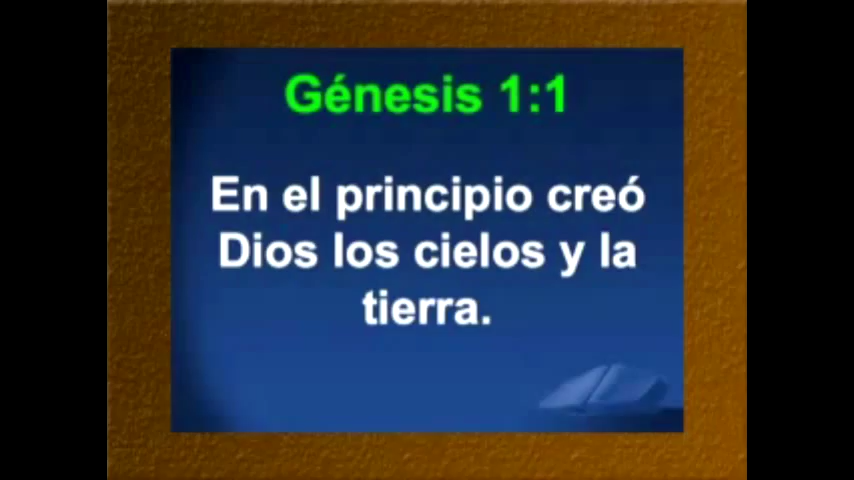 Génesis 1:1
En el principio creó
Dios los cielos y la
tierra.